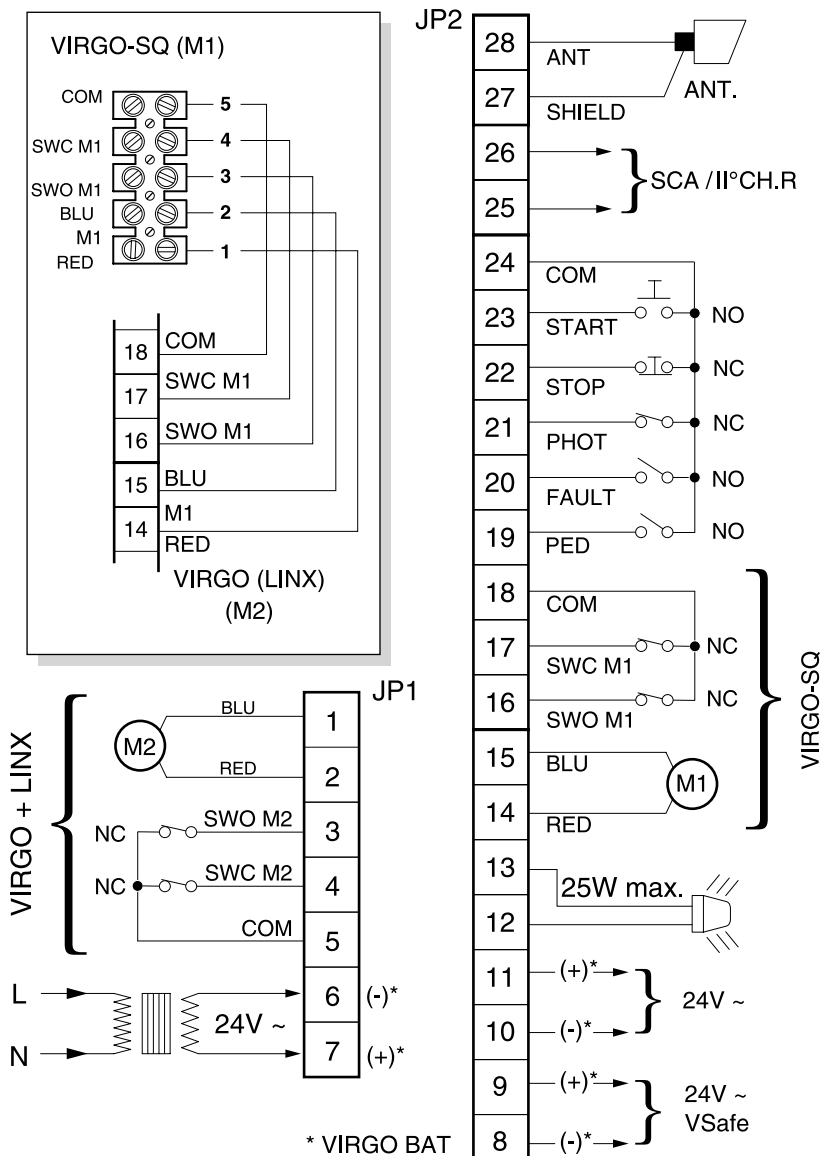 VIRGO-SQ (M1)
COM
5
SWC M1
4
3
SWO M1
BLU
2
M1
RED
1
18 COM
17 SWC M1
16 SWO M1
15 BLU
14 M1
RED
VIRGO (LINX)
(M2)
JP2
28 ANT
27 SHIELD
ANT.
26
25
SCA /II°CH.R
24 COM
23 START NO
22 STOP NC
21 PHOT NC
20 FAULT NO
19 PED NO
18 COM
17 SWC M1 NC
16 SWO M1 NC
15 BLU
14 RED
M1
VIRGO-SQ
13
12
25W max.
11 (+)*
10 (-)*
24V ~
9 (+)*
8 (-)*
24V ~
VSafe
JP1
VIRGO + LINX
M2
BLU 1
RED 2
NC SWO M2 3
NC SWC M2 4
COM 5
L 6 (-)*
24V ~
N 7 (+)*
* VIRGO BAT